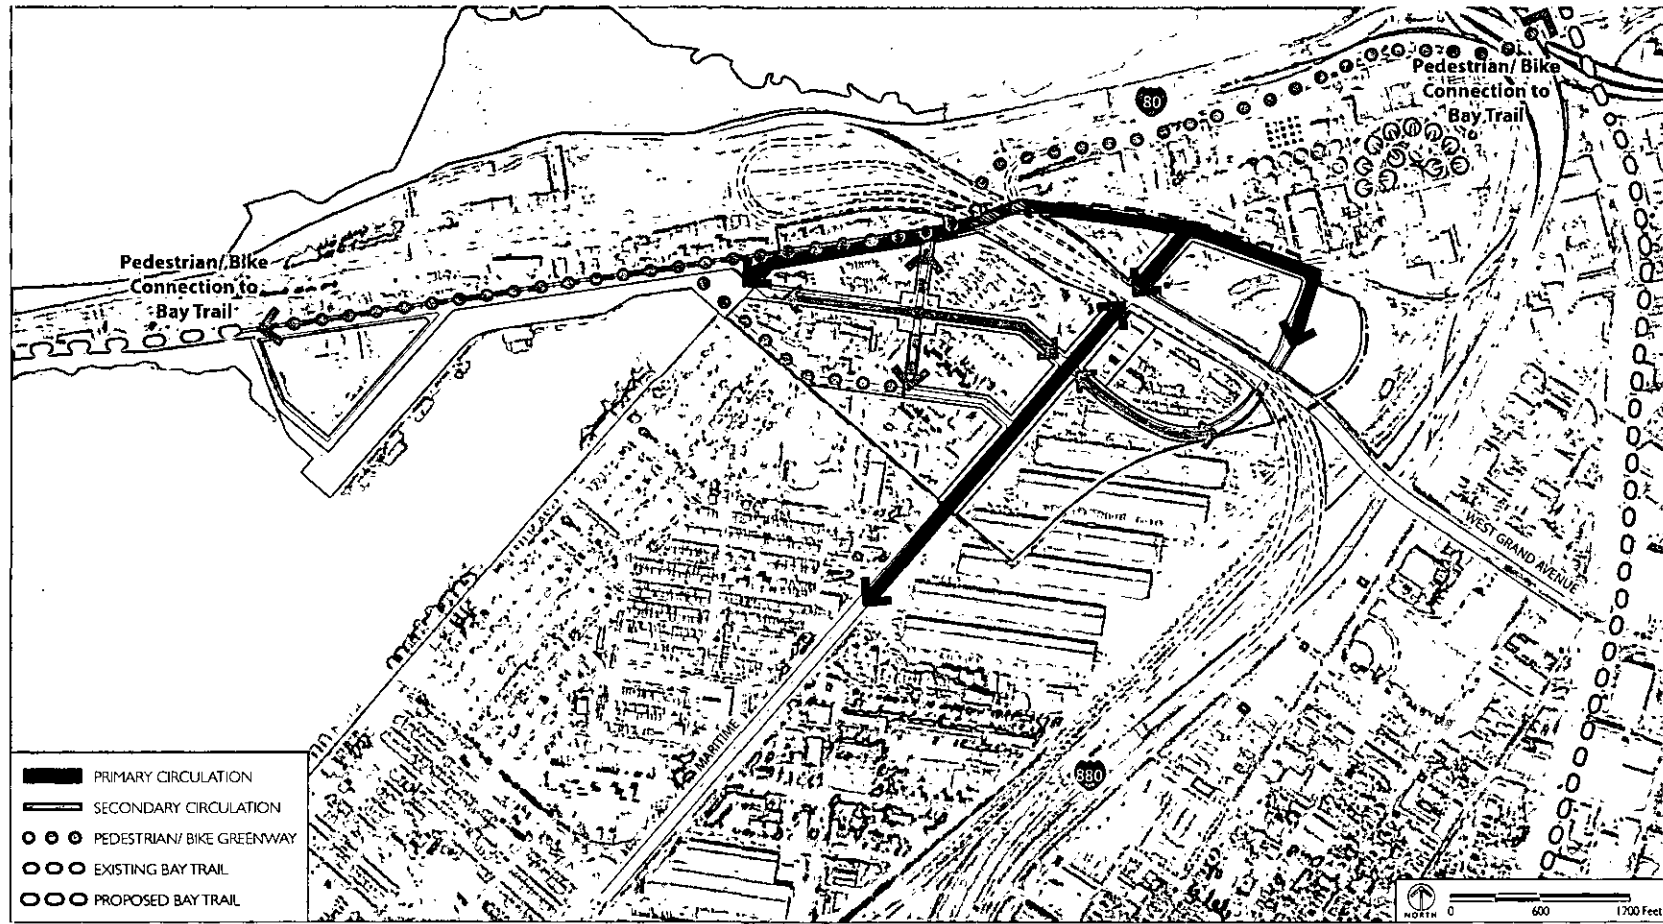 Pedestrian/ Bike
Connection to
Bay Trail
80
Pedestrian/ Bike
Connection to
Bay Trail
WEST GRAND AVENUE
MARITIME
880
PRIMARY CIRCULATION
SECONDARY CIRCULATION
PEDESTRIAN/ BIKE GREENWAY
EXISTING BAY TRAIL
PROPOSED BAY TRAIL
NORTH
0 600 1200 Feet